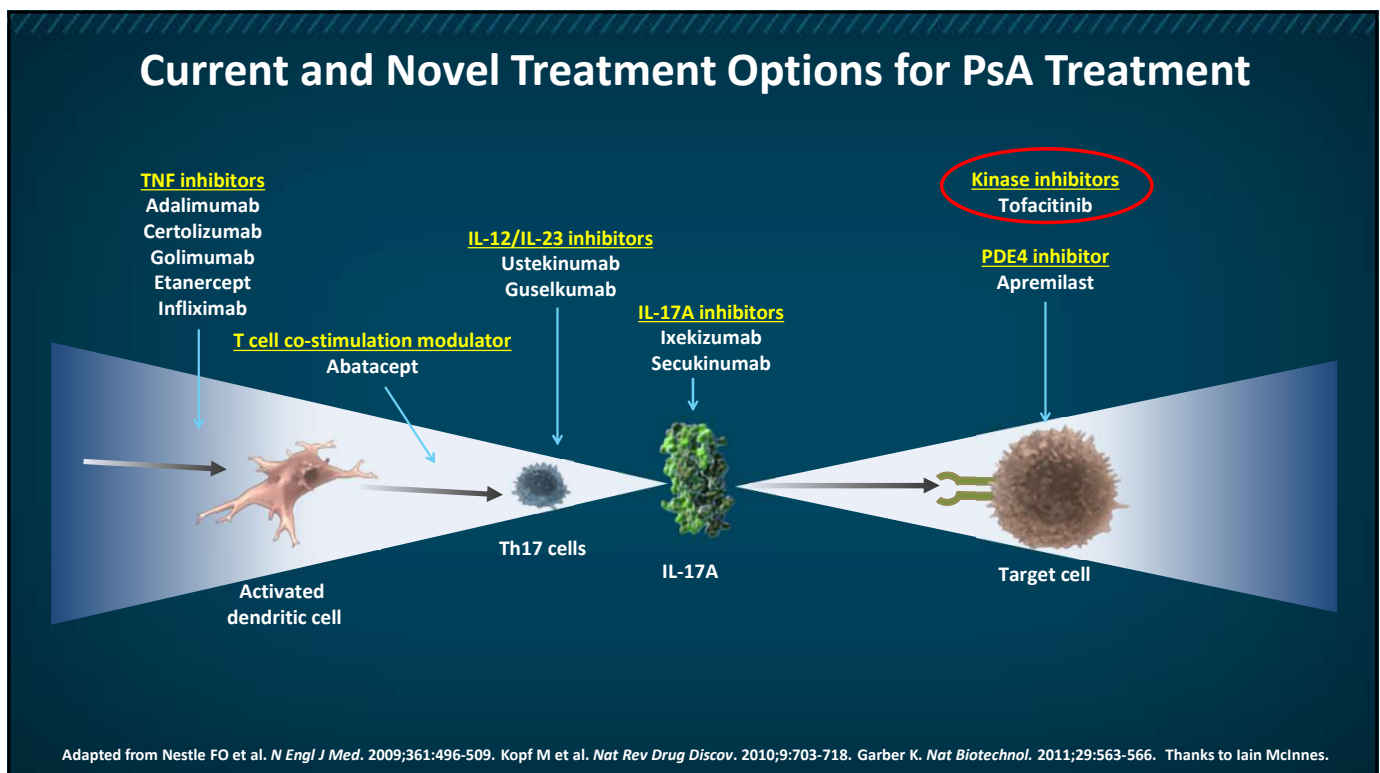 Current and Novel Treatment Options for PsA Treatment
TNF inhibitors
Adalimumab
Certolizumab
Golimumab
Etanercept
Infliximab
T cell co-stimulation modulator
Abatacept
IL-12/IL-23 inhibitors
Ustekinumab
Guselkumab
IL-17A inhibitors
Ixekizumab
Secukinumab
Kinase inhibitors
Tofacitinib
PDE4 inhibitor
Apremilast
Activated
dendritic cell
Th17 cells
IL-17A
Target cell
Adapted from Nestle FO et al. N Engl J Med. 2009;361:496-509. Kopf M et al. Nat Rev Drug Discov. 2010;9:703-718. Garber K. Nat Biotechnol. 2011;29:563-566. Thanks to Iain McInnes.